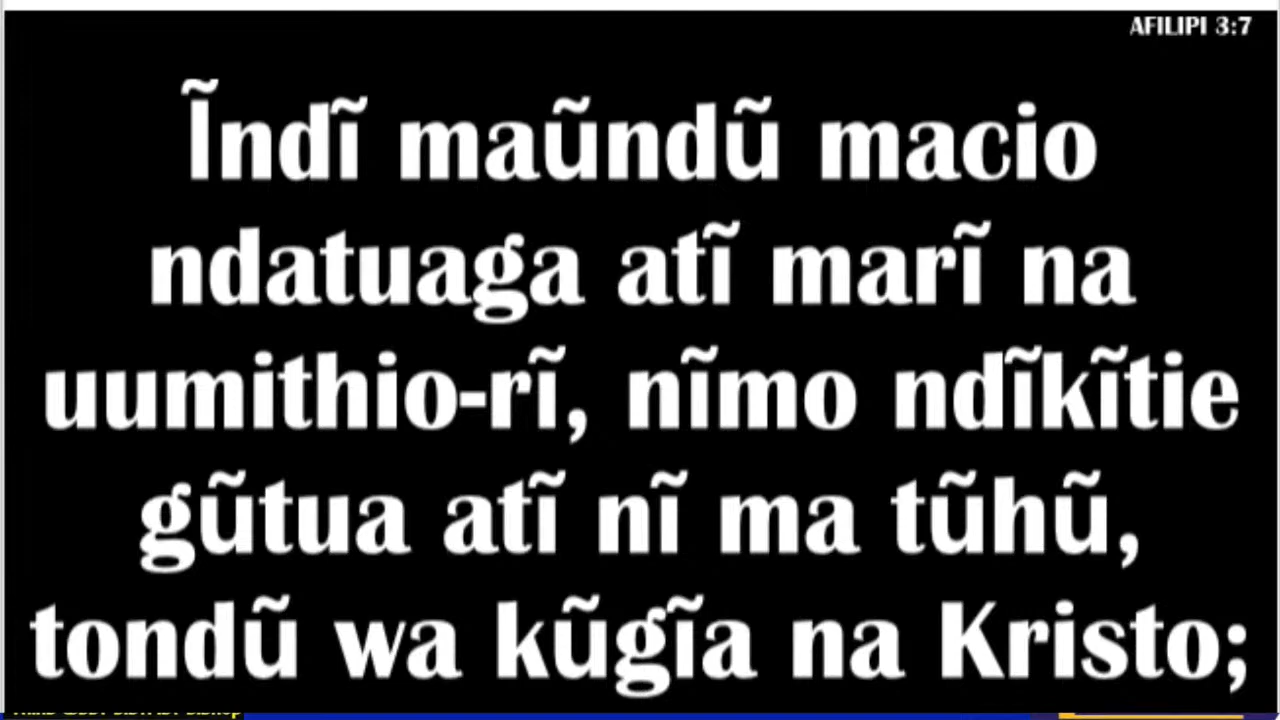 AFILIPI 3:7
Ĩndĩ maũndũ macio
ndatuaga atĩ marĩ na
uumithio-rĩ, nĩmo ndĩkĩtie
gũtua atĩ nĩ ma tũhũ,
tondũ wa kũgĩa na Kristo;